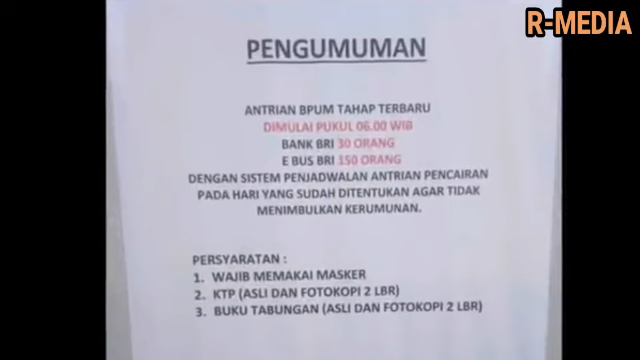 R-MEDIA
PENGUMUMAN
ANTRIAN BPUM TAHAP TERBARU
DIMULAI PUKUL 06.00 WIB
BANK BRI 30 ORANG
E BUS BRI 150 ORANG
DENGAN SISTEM PENJADWALAN ANTRIAN PENCAIRAN
PADA HARI YANG SUDAH DITENTUKAN AGAR TIDAK
MENIMBULKAN KERUMUNAN.
PERSYARATAN :
1. WAJIB MEMAKAI MASKER
2. KTP (ASLI DAN FOTOKOPI 2 LBR)
3. BUKU TABUNGAN (ASLI DAN FOTOKOPI 2 LBR)